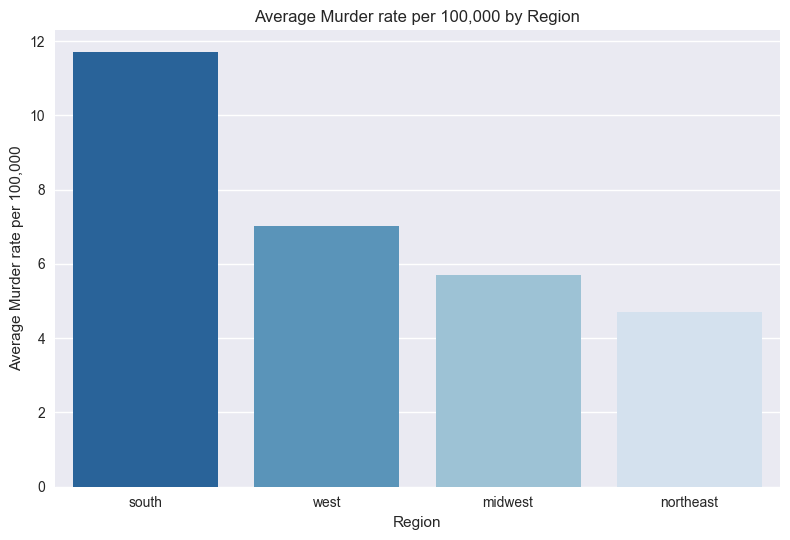 Average Murder rate per 100,000 by Region
Average Murder rate per 100,000
12
10
8
6
4
2
0
south
west
midwest
northeast
Region